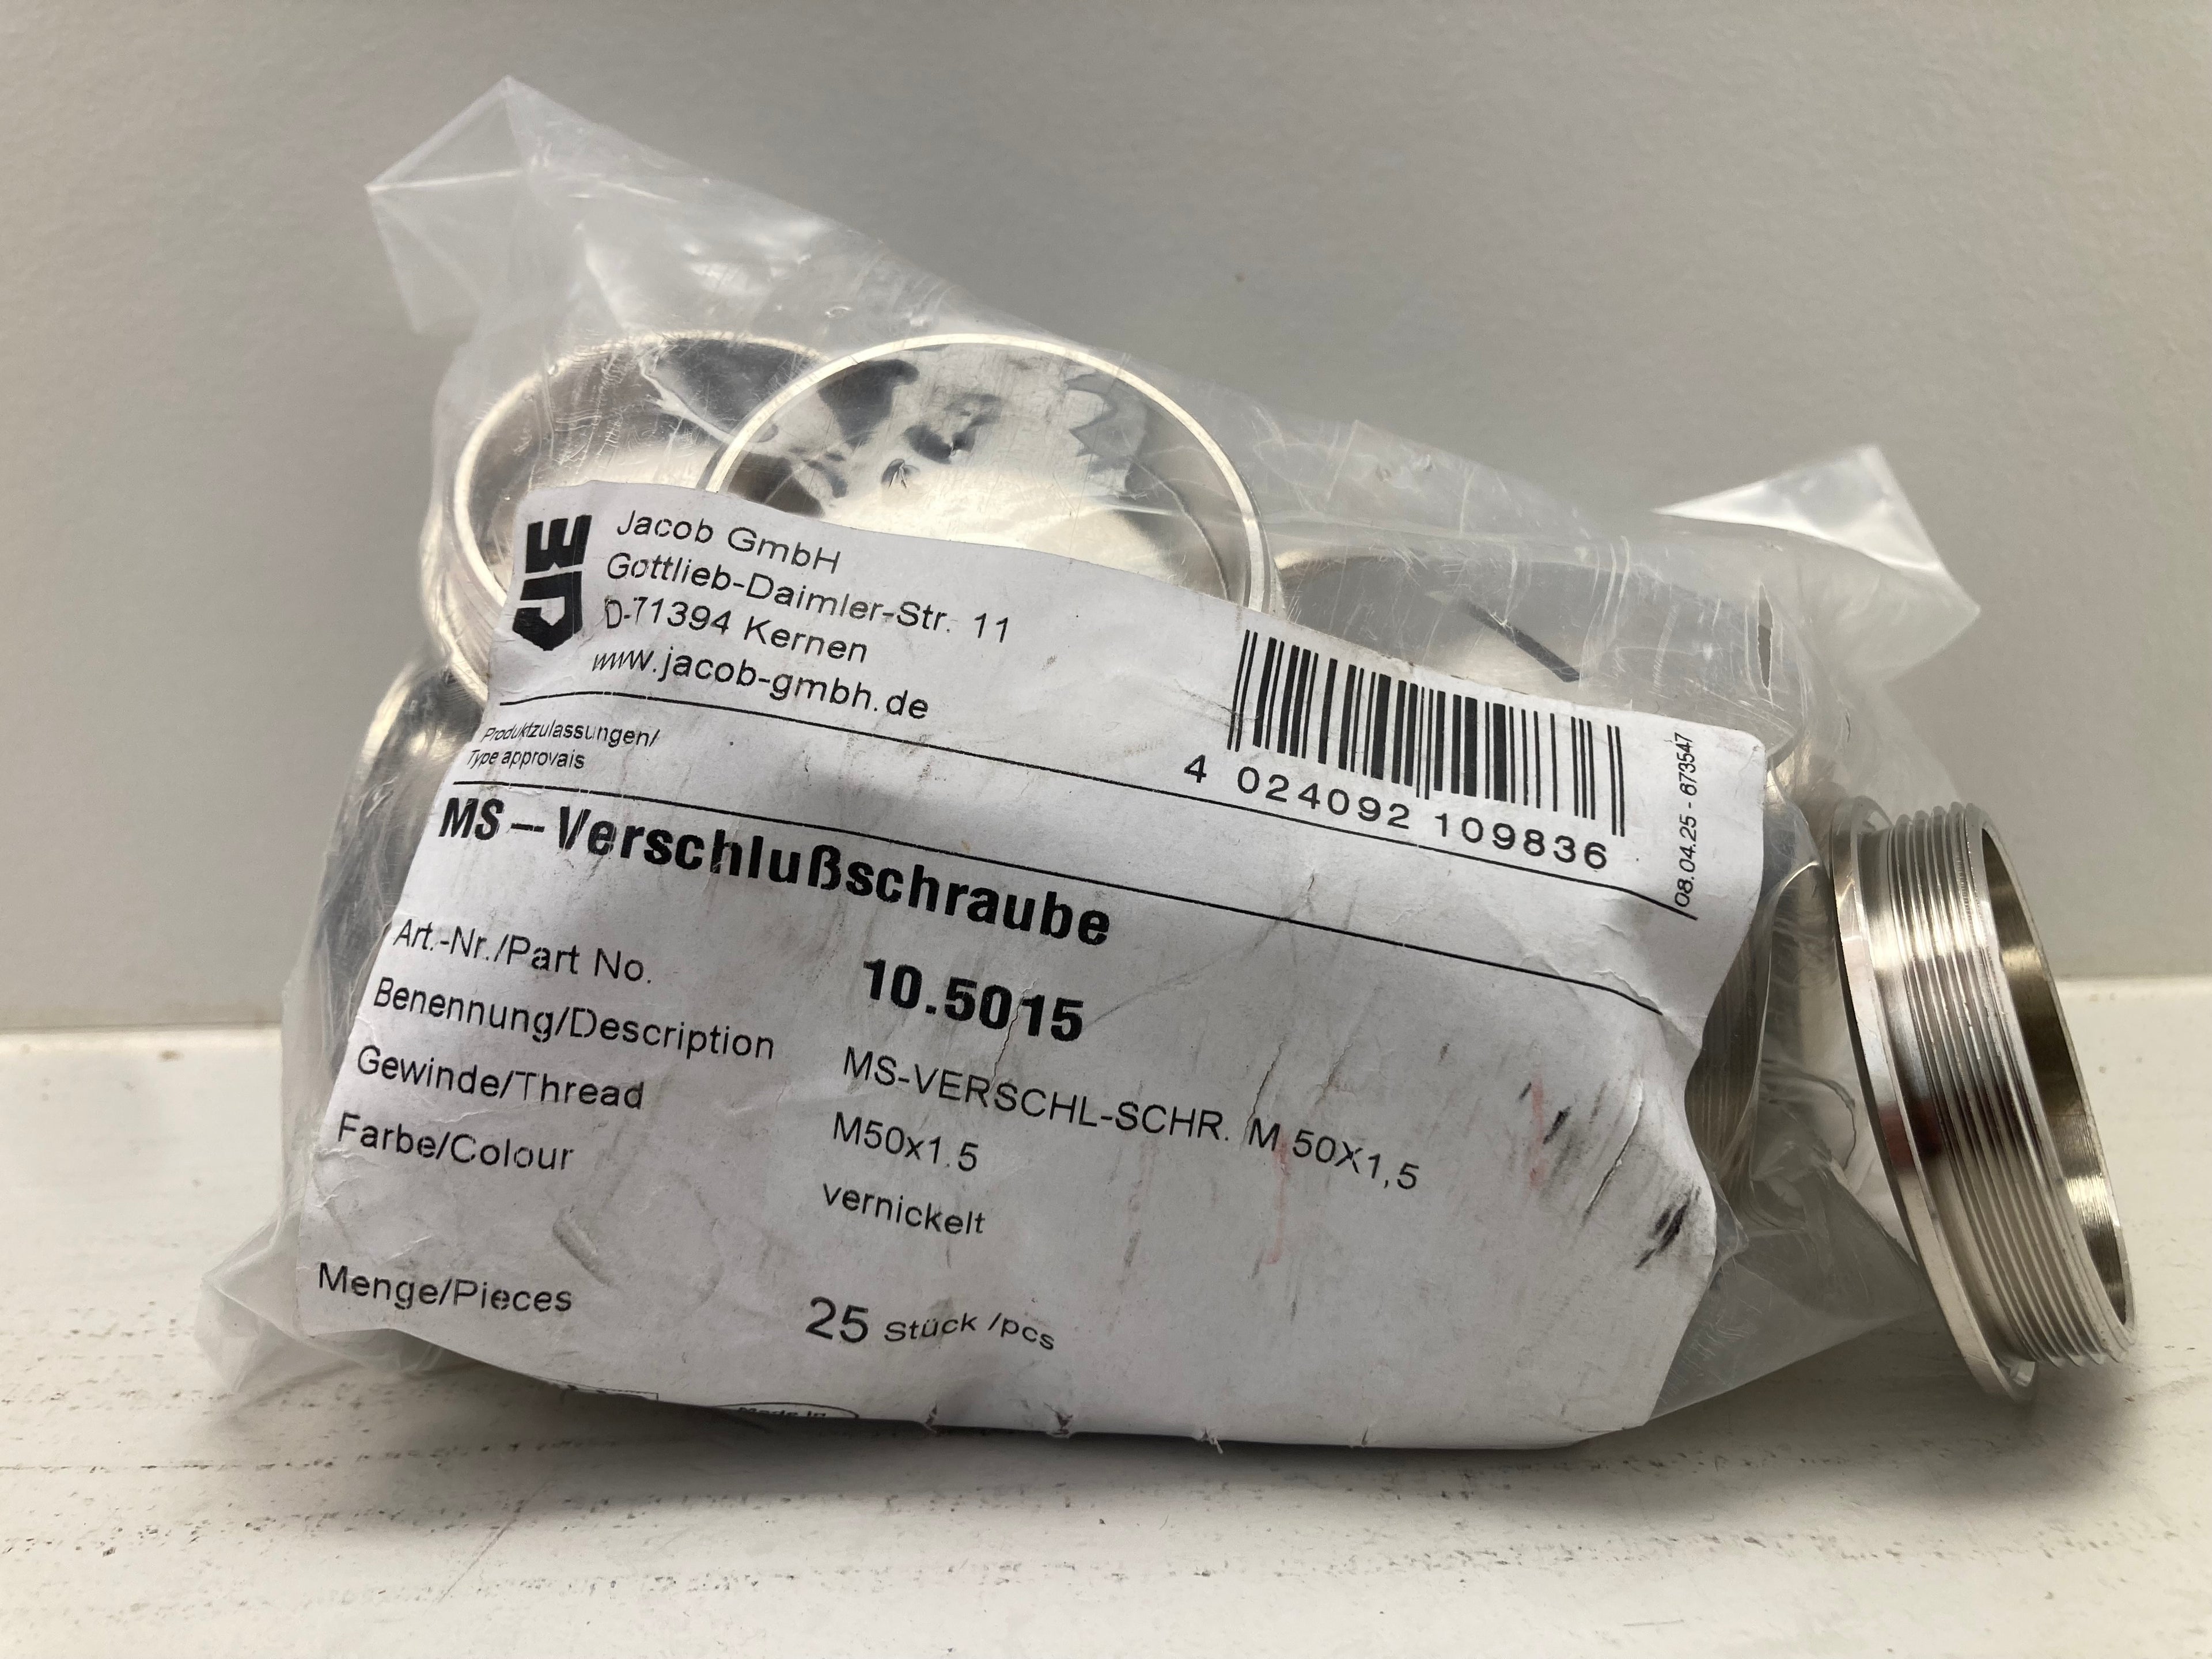 Jacob GmbH
Gottlieb-Daimler-Str. 11
D-71394 Kernen
www.jacob-gmbh.de
Produktzulassungen/
Type approvals
4 024092 109836
08.04.25 - 673547
MS-Verschlußschraube
Art.-Nr./Part No. 10.5015
Benennung/Description MS-VERSCHL-SCHR. M 50X1,5
Gewinde/Thread M50x1.5
Farbe/Colour vernickelt
Menge/Pieces 25 Stück /pcs
Made in